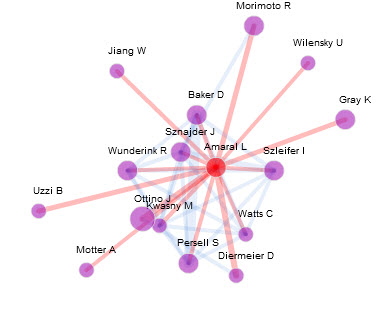 Morimoto R
Wilensky U
Jiang W
Baker D
Gray K
Sznajder J
Amaral L
Wunderink R
Szleifer I
Uzzi B
Ottino J
Kwasny M
Watts C
Motter A
Persell S
Diermeier D